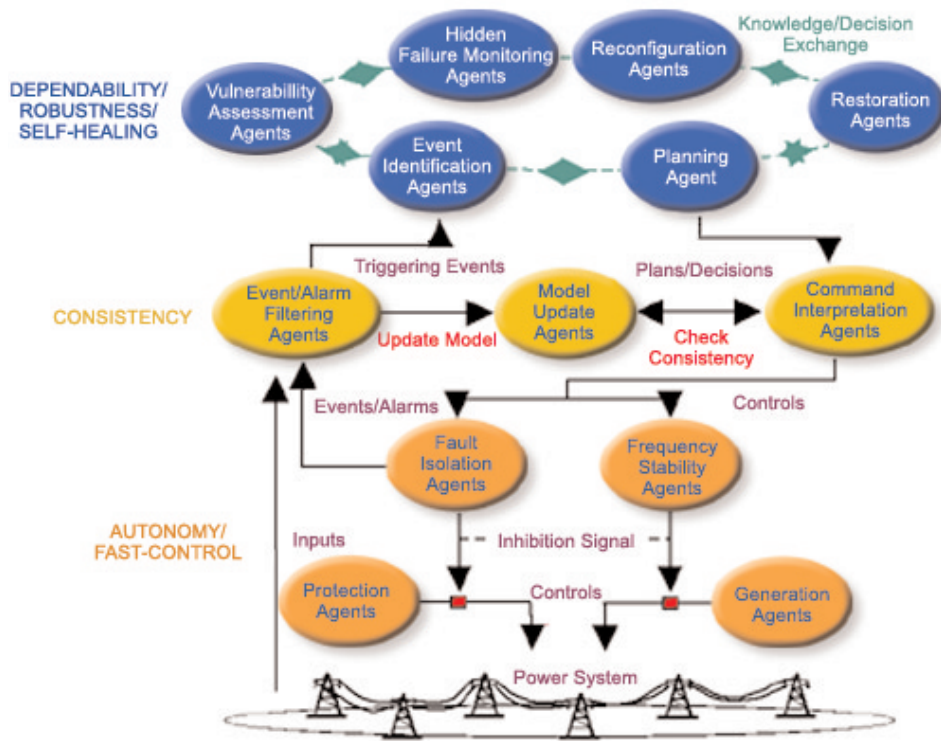 Knowledge/Decision
Exchange
Hidden
Failure Monitoring
Agents
Reconfiguration
Agents
DEPENDABILITY/
ROBUSTNESS/
SELF-HEALING
Vulnerabillity
Assessment
Agents
Restoration
Agents
Event
Identification
Agents
Planning
Agent
Triggering Events
Plans/Decisions
CONSISTENCY
Event/Alarm
Filtering
Agents
Model
Update
Agents
Command
Interpretation
Agents
Update Model
Check
Consistency
Events/Alarms
Controls
Fault
Isolation
Agents
Frequency
Stability
Agents
AUTONOMY/
FAST-CONTROL
Inputs
Inhibition Signal
Protection
Agents
Controls
Generation
Agents
Power System